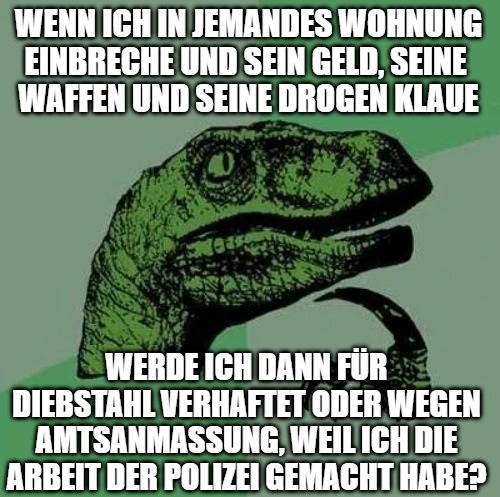 WENN ICH IN JEMANDES WOHNUNG
EINBRECHE UND SEIN GELD, SEINE
WAFFEN UND SEINE DROGEN KLAUE
WERDE ICH DANN FÜR
DIEBSTAHL VERHAFTET ODER WEGEN
AMTSANMASSUNG, WEIL ICH DIE
ARBEIT DER POLIZEI GEMACHT HABE?